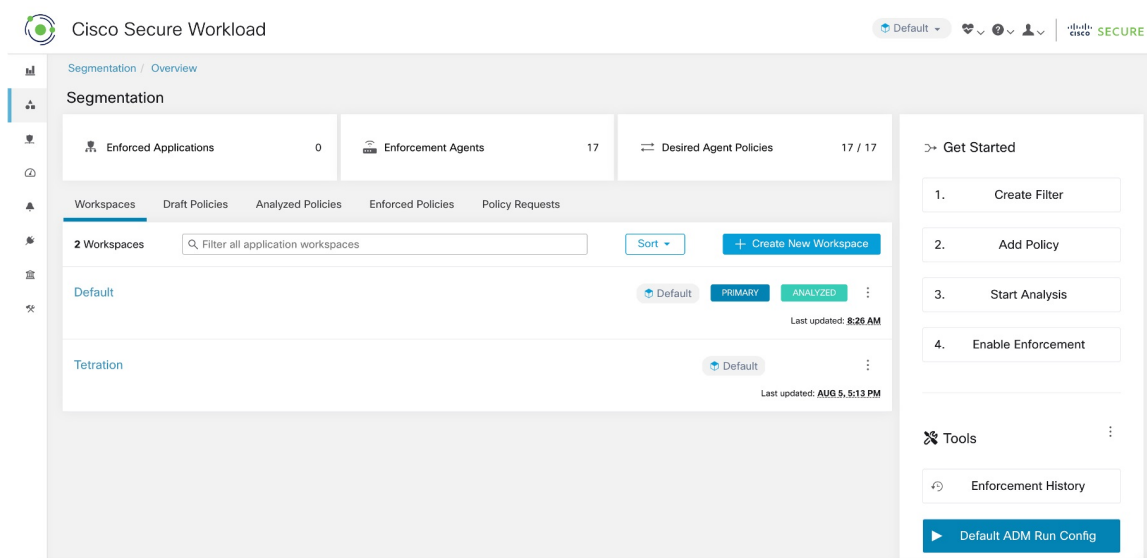 Cisco Secure Workload
Default
cisco SECURE
Segmentation / Overview
Segmentation
Enforced Applications 0
Enforcement Agents 17
Desired Agent Policies 17 / 17
Workspaces Draft Policies Analyzed Policies Enforced Policies Policy Requests
2 Workspaces
Filter all application workspaces
Sort
Create New Workspace
Default
Default
PRIMARY
ANALYZED
Last updated: 8:26 AM
Tetration
Default
Last updated: AUG 5, 5:13 PM
Get Started
1. Create Filter
2. Add Policy
3. Start Analysis
4. Enable Enforcement
Tools
Enforcement History
Default ADM Run Config